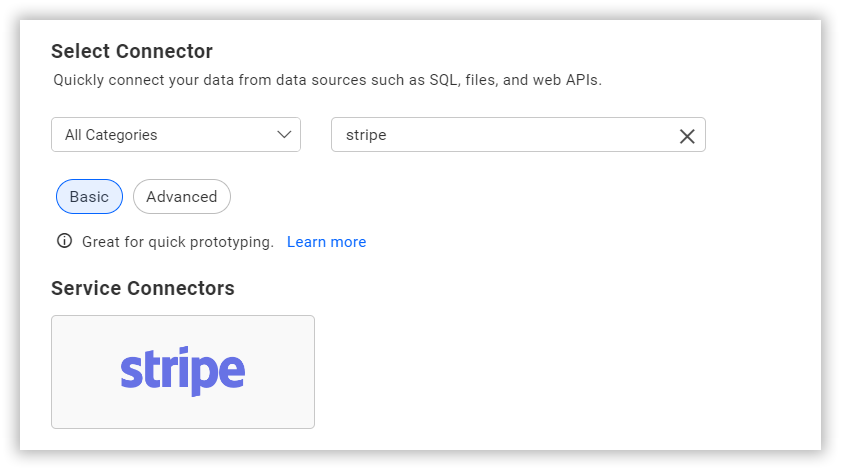 Select Connector
Quickly connect your data from data sources such as SQL, files, and web APIs.
All Categories
stripe
Basic
Advanced
Great for quick prototyping. Learn more
Service Connectors
stripe